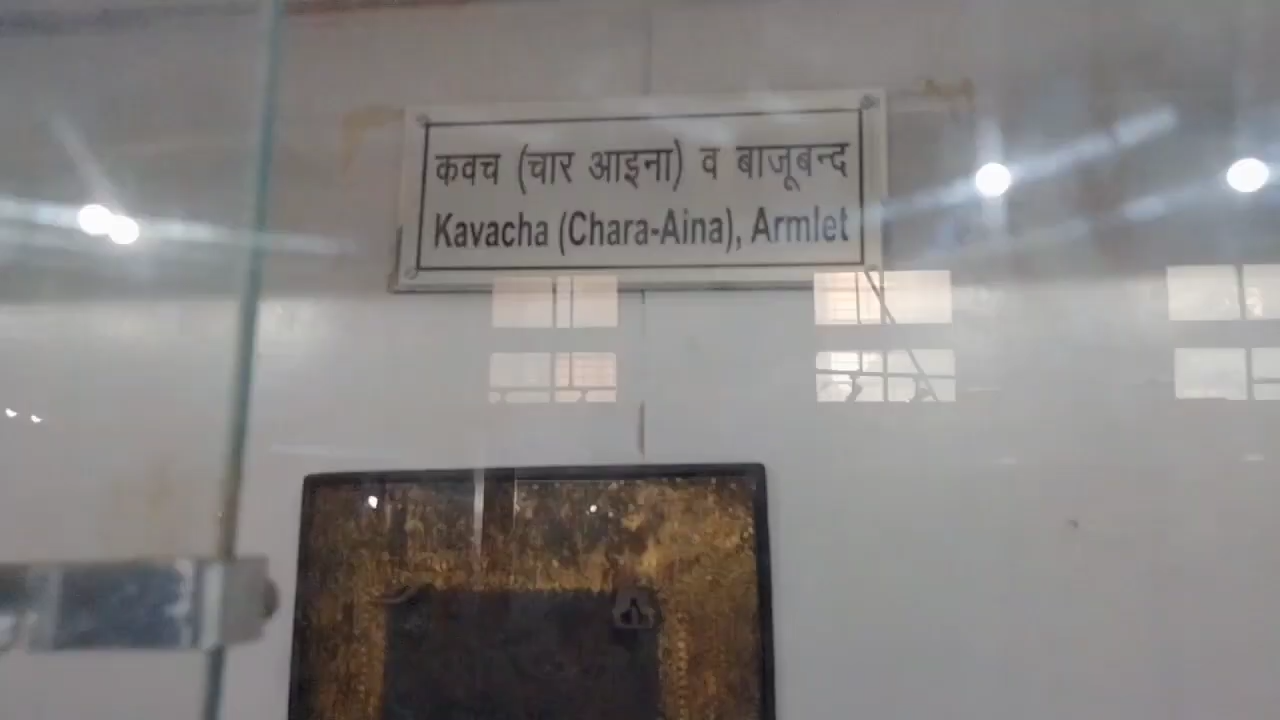 कवच (चार आइना) व बाजूबन्द
Kavacha (Chara-Aina), Armlet